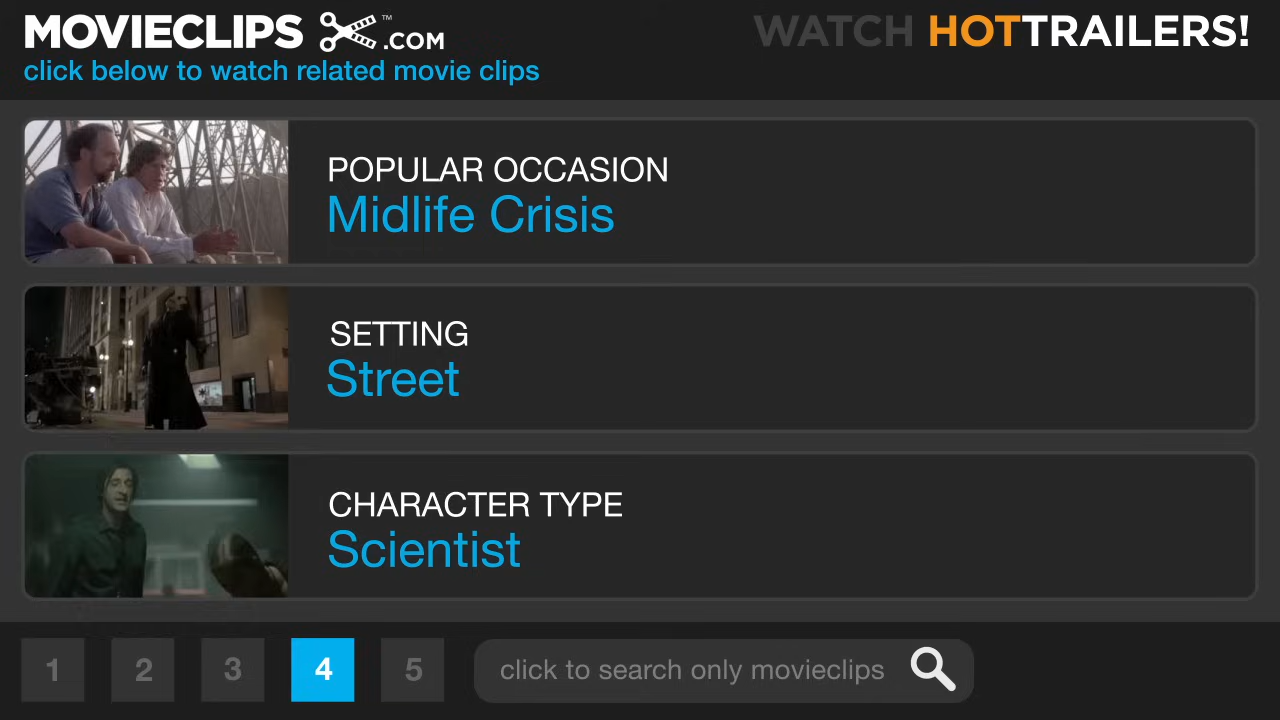 MOVIECLIPS ™ .COM
WATCH HOTTRAILERS!
click below to watch related movie clips
POPULAR OCCASION
Midlife Crisis
SETTING
Street
CHARACTER TYPE
Scientist
1 2 3 4 5 click to search only movieclips